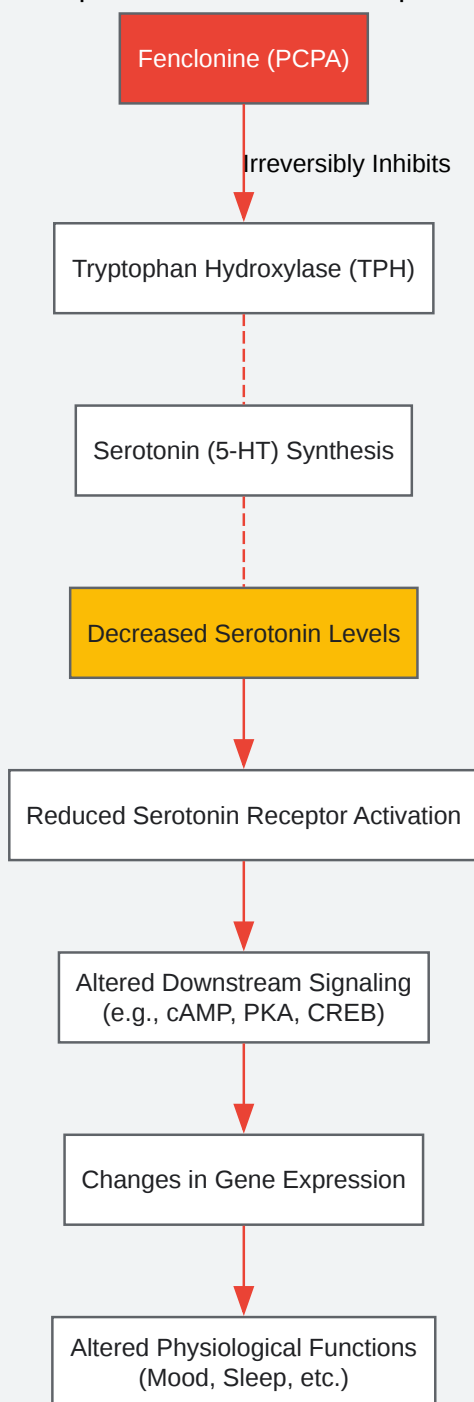 Fenclonine (PCPA)
Irreversibly Inhibits
Tryptophan Hydroxylase (TPH)
Serotonin (5-HT) Synthesis
Decreased Serotonin Levels
Reduced Serotonin Receptor Activation
Altered Downstream Signaling
(e.g., cAMP, PKA, CREB)
Changes in Gene Expression
Altered Physiological Functions
(Mood, Sleep, etc.)